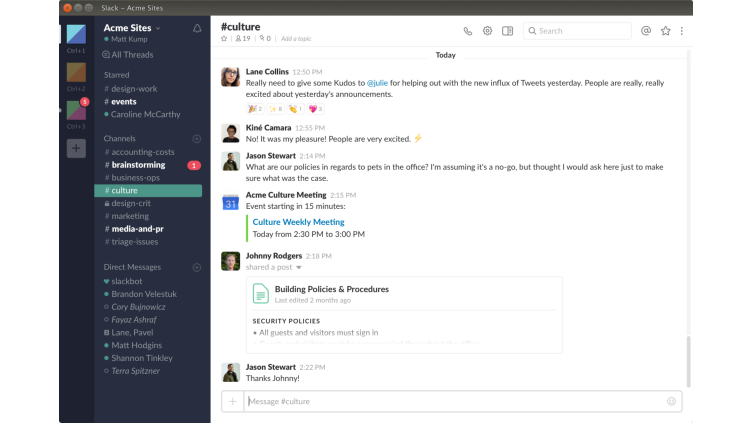 Slack – Acme Sites
Ctrl+1
Ctrl+2
5
Ctrl+3
Acme Sites
Matt Kump
All Threads
Starred
# design-work
# events
Caroline McCarthy
Channels
# accounting-costs
# brainstorming 1
# business-ops
# culture
design-crit
# marketing
# media-and-pr
# triage-issues
Direct Messages
slackbot
Brandon Velestuk
Cory Bujnowicz
Fayaz Ashraf
Lane, Pavel
Matt Hodgins
Shannon Tinkley
Terra Spitzner
#culture
19 | 0 | Add a topic
Search
Today
Lane Collins 12:50 PM
Really need to give some Kudos to @julie for helping out with the new influx of Tweets yesterday. People are really, really
excited about yesterday's announcements.
2 8 1 3
Kiné Camara 12:55 PM
No! It was my pleasure! People are very excited.
Jason Stewart 2:14 PM
What are our policies in regards to pets in the office? I'm assuming it's a no-go, but thought I would ask here just to make
sure what was the case.
31
Acme Culture Meeting 2:15 PM
Event starting in 15 minutes:
Culture Weekly Meeting
Today from 2:30 PM to 3:00 PM
Johnny Rodgers 2:18 PM
shared a post
Building Policies & Procedures
Last edited 2 months ago
SECURITY POLICIES
• All guests and visitors must sign in
Jason Stewart 2:22 PM
Thanks Johnny!
Message #culture